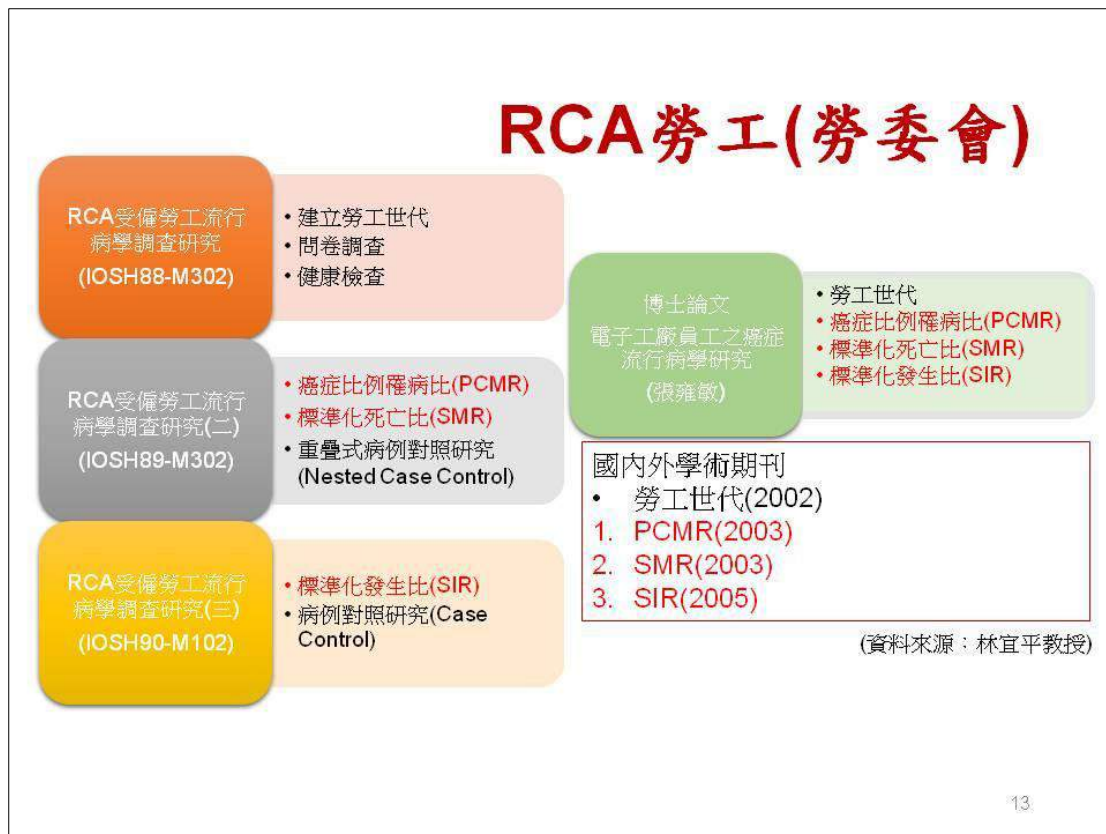 RCA勞工(勞委會)
RCA受僱勞工流行
病學調查研究
(IOSH88-M302)
• 建立勞工世代
• 問卷調查
• 健康檢查
RCA受僱勞工流行
病學調查研究(二)
(IOSH89-M302)
• 癌症比例罹病比(PCMR)
• 標準化死亡比(SMR)
• 重疊式病例對照研究
(Nested Case Control)
RCA受僱勞工流行
病學調查研究(三)
(IOSH90-M102)
• 標準化發生比(SIR)
• 病例對照研究(Case
Control)
博士論文
電子工廠員工之癌症
流行病學研究
(張雍敏)
• 勞工世代
• 癌症比例罹病比(PCMR)
• 標準化死亡比(SMR)
• 標準化發生比(SIR)
國內外學術期刊
• 勞工世代(2002)
1. PCMR(2003)
2. SMR(2003)
3. SIR(2005)
(資料來源：林宜平教授)
13